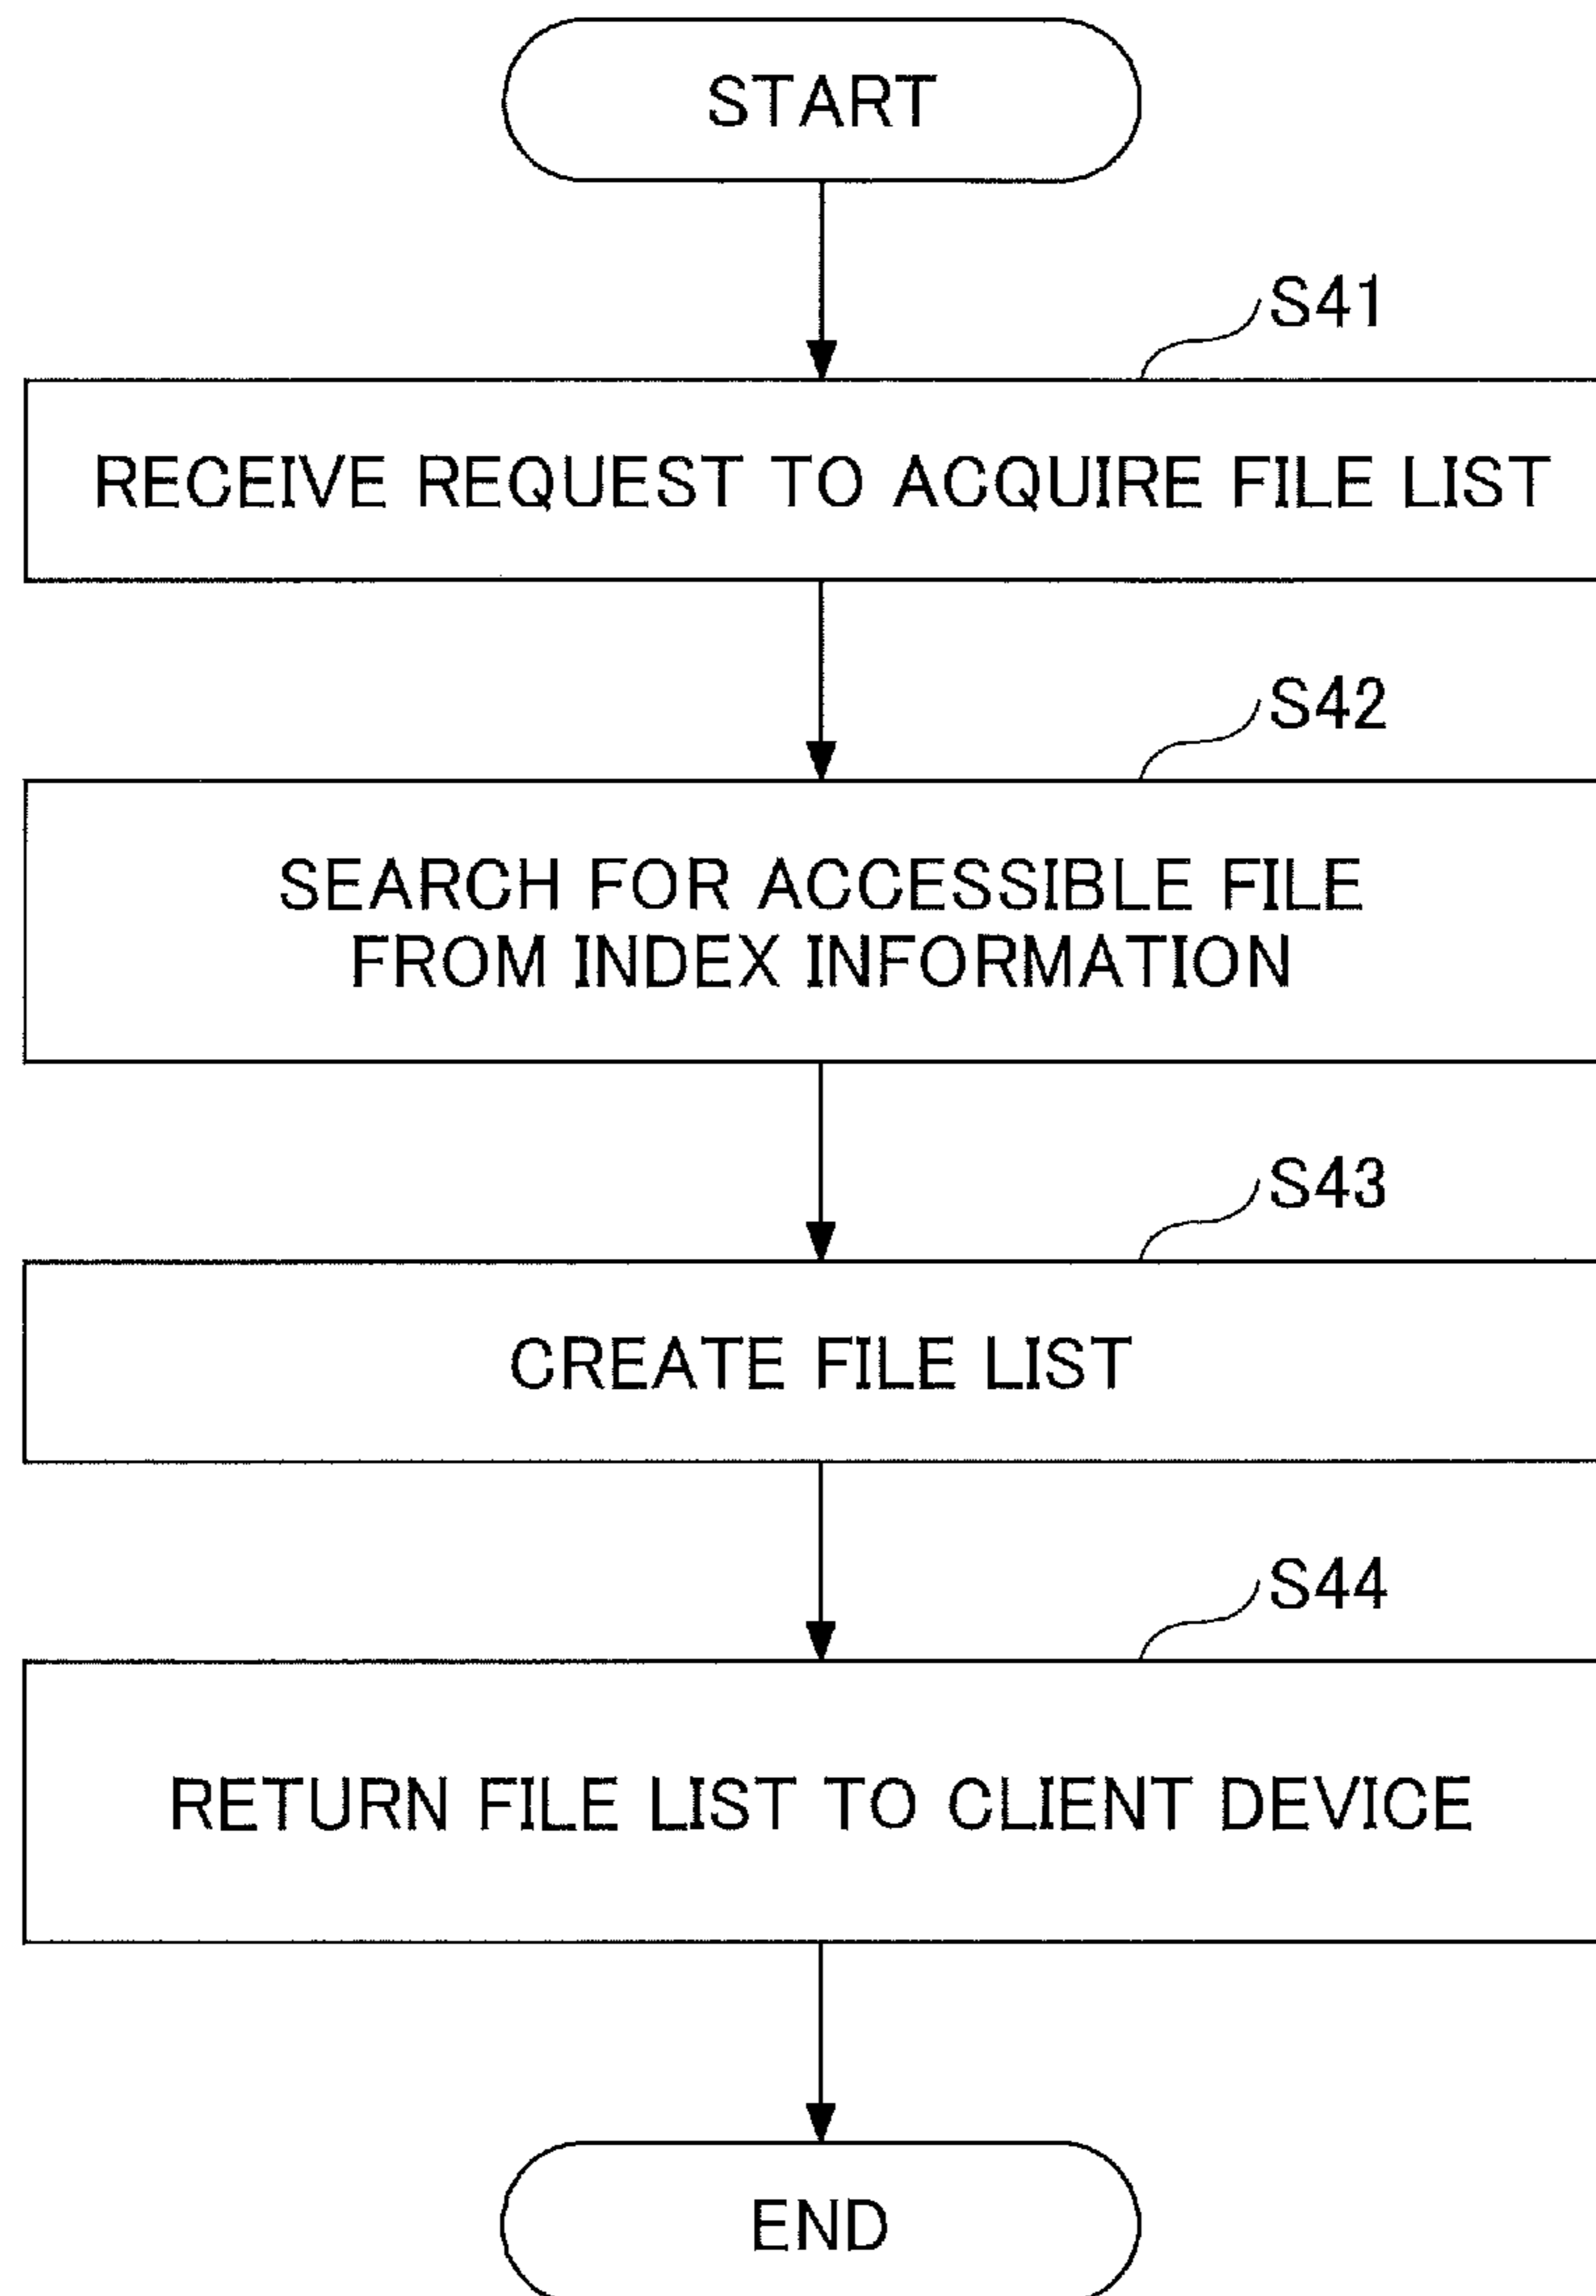 START
S41
RECEIVE REQUEST TO ACQUIRE FILE LIST
S42
SEARCH FOR ACCESSIBLE FILE
FROM INDEX INFORMATION
S43
CREATE FILE LIST
S44
RETURN FILE LIST TO CLIENT DEVICE
END